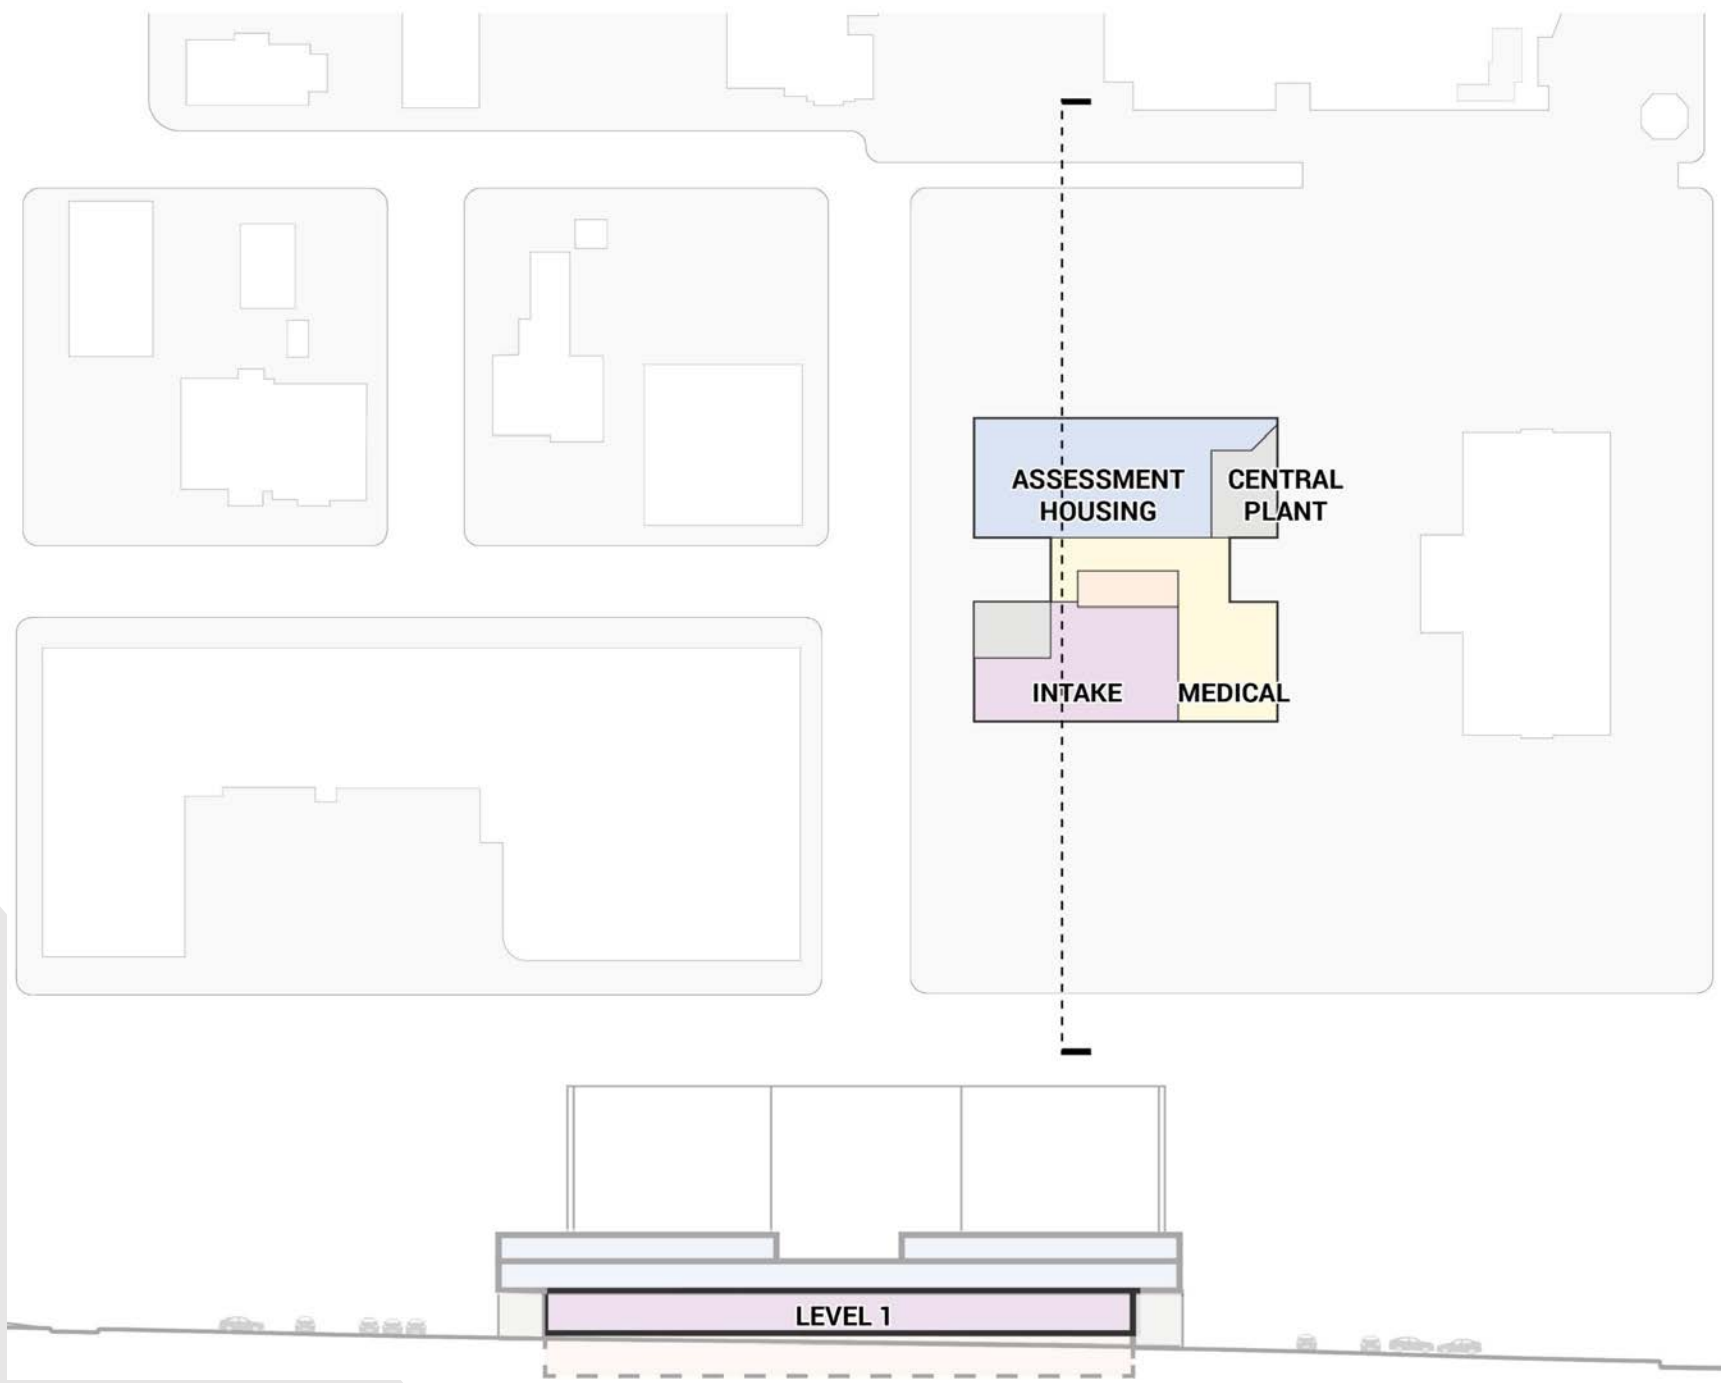 ASSESSMENT
HOUSING
CENTRAL
PLANT
INTAKE
MEDICAL
LEVEL 1